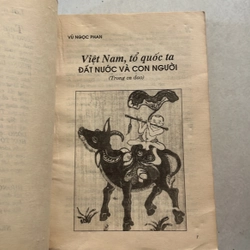 VŨ NGỌC PHAN
Việt Nam, tổ quốc ta
ĐẤT NƯỚC VÀ CON NGƯỜI
(Trong ca dao)